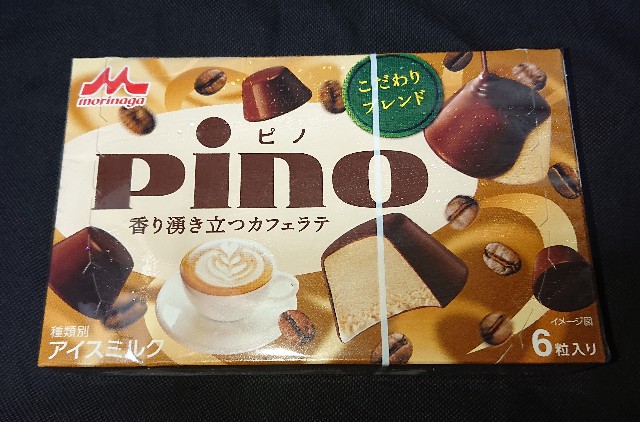 morinaga
こだわり
ブレンド
ピノ
Pino
香り湧き立つカフェラテ
種類別
アイスミルク
イメージ図
6粒入り